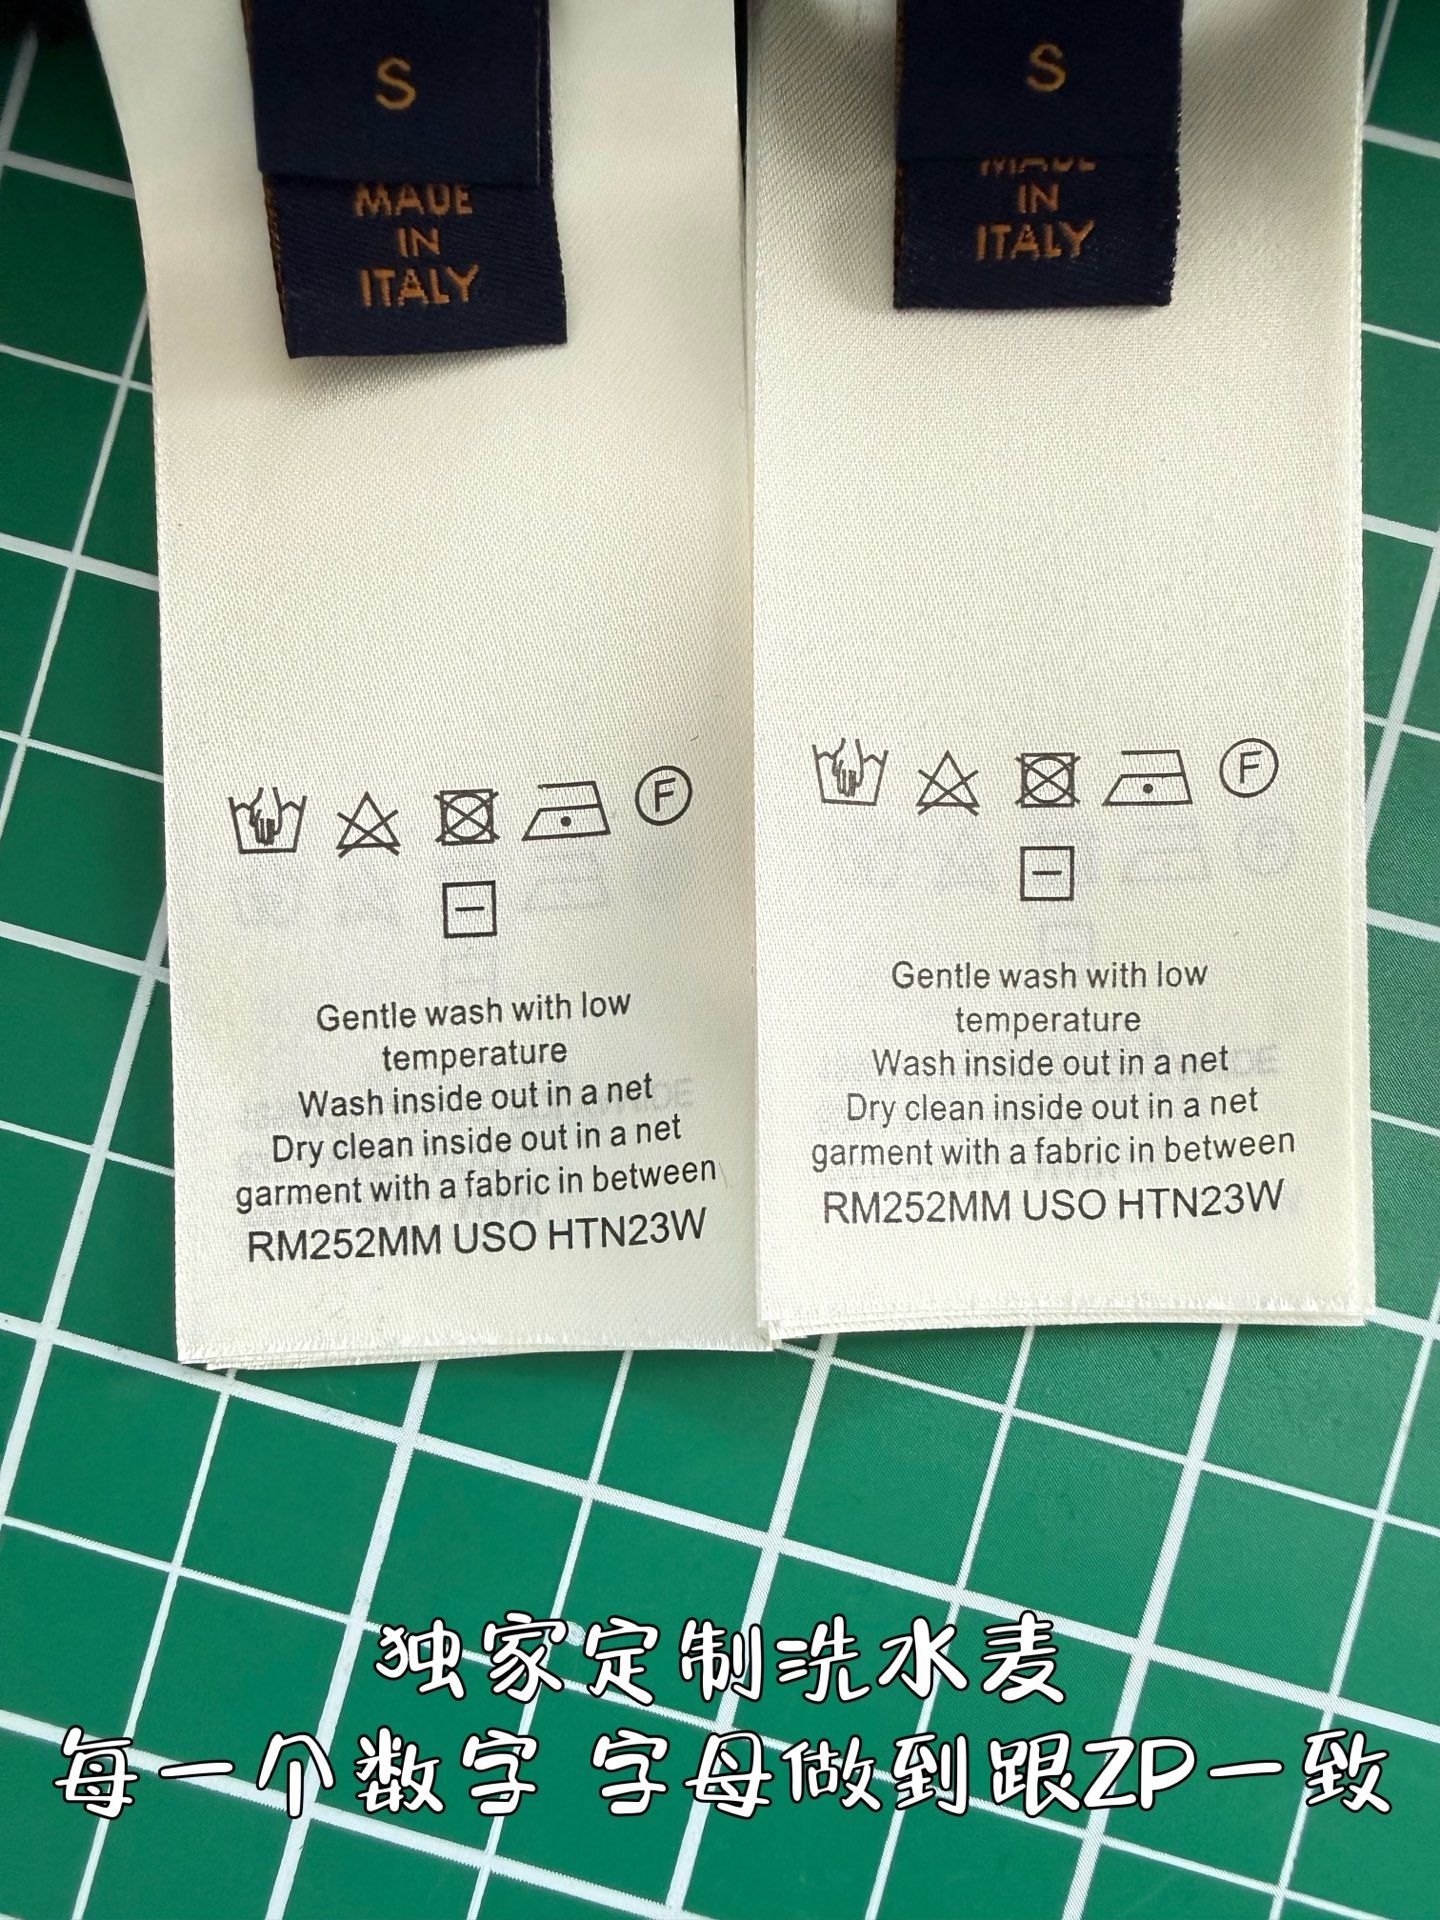 S
MADE
IN
ITALY
F
Gentle wash with low
temperature
Wash inside out in a net
Dry clean inside out in a net
garment with a fabric in between
RM252MM USO HTN23W
S
MADE
IN
ITALY
F
Gentle wash with low
temperature
Wash inside out in a net
Dry clean inside out in a net
garment with a fabric in between
RM252MM USO HTN23W
独家定制洗水麦
每一个数字 字母做到跟ZP一致